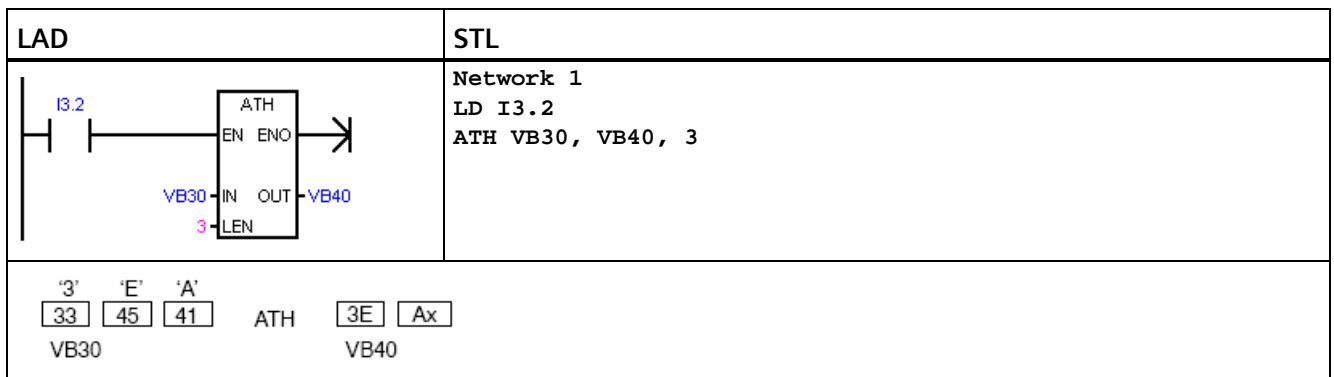 LAD
STL
Network 1
LD I3.2
ATH VB30, VB40, 3
I3.2
ATH
EN ENO
VB30 IN OUT VB40
3 LEN
‘3’ ‘E’ ‘A’
33 45 41 ATH 3E Ax
VB30 VB40